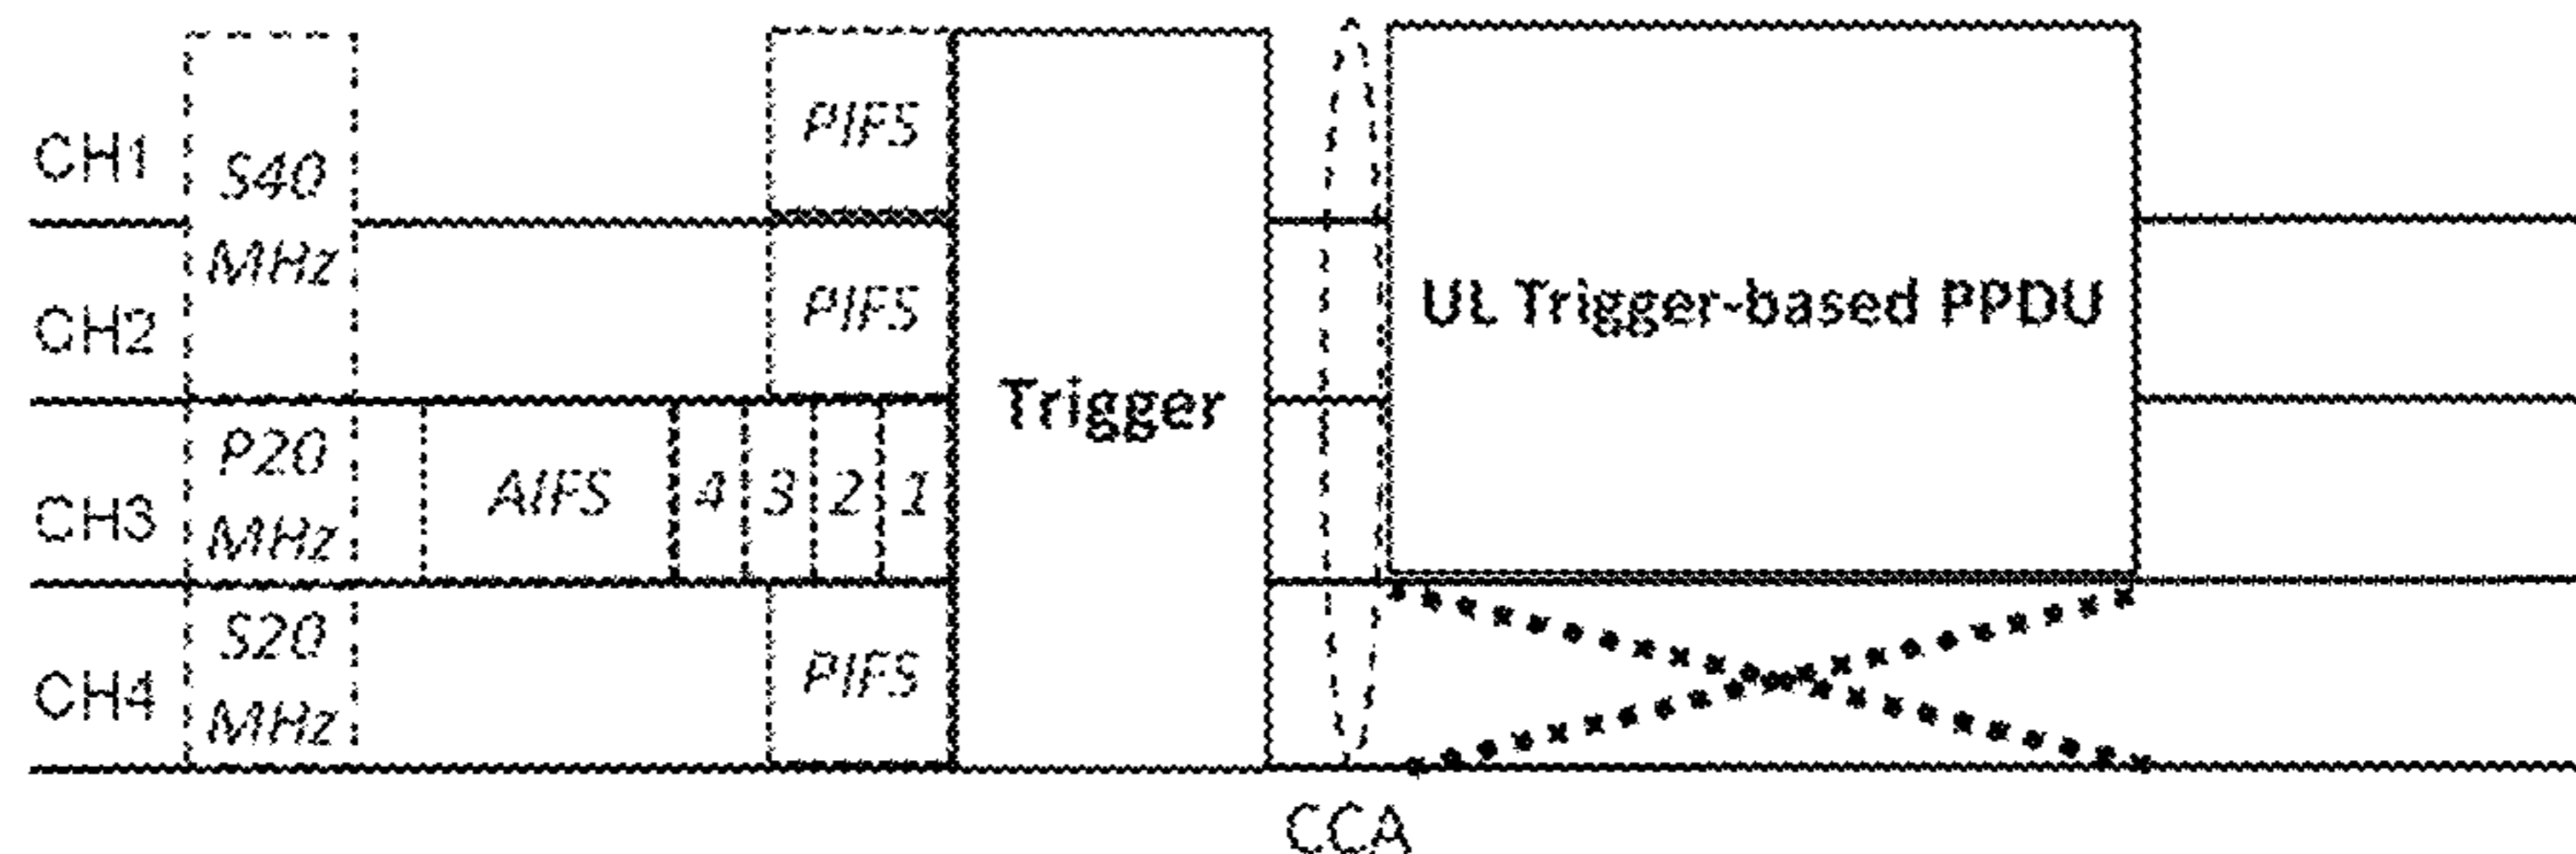 CH1
S40
MHz
PIFS
CH2
PIFS
CH3
P20
MHz
AIFS
4
3
2
1
CH4
S20
MHz
PIFS
Trigger
UL Trigger-based PPDU
CCA